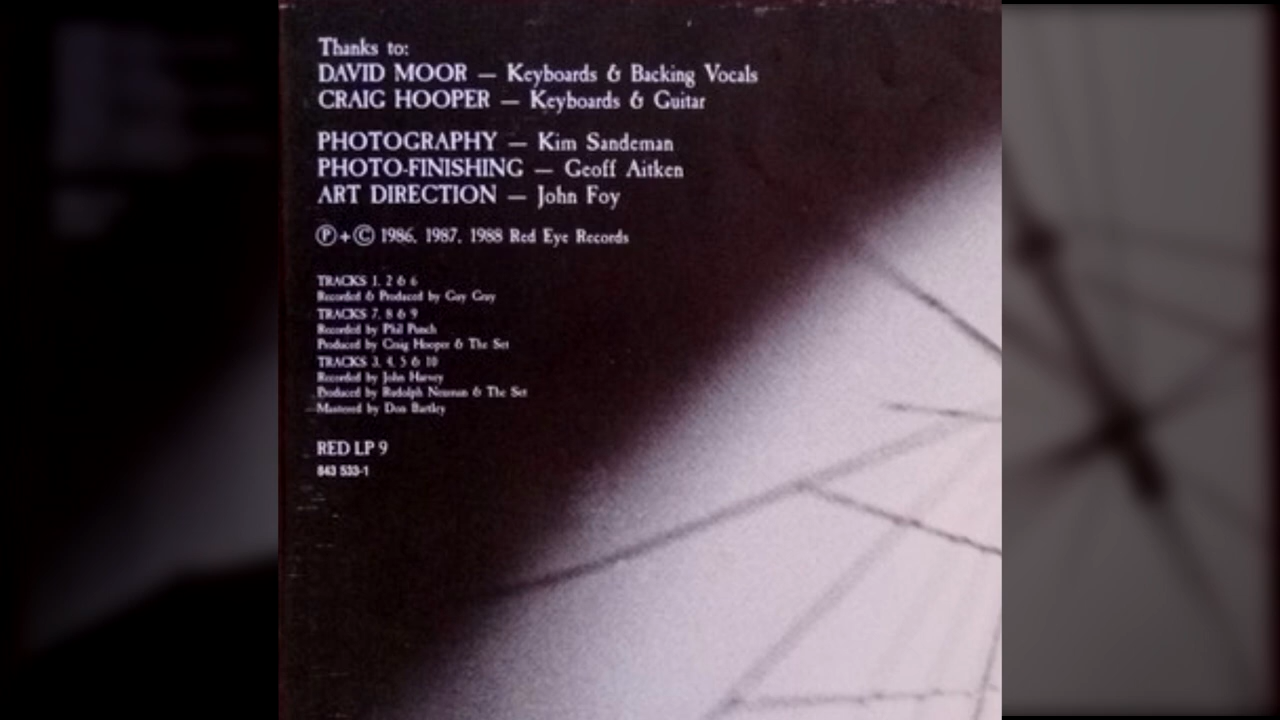 Thanks to:
DAVID MOOR — Keyboards & Backing Vocals
CRAIG HOOPER — Keyboards & Guitar
PHOTOGRAPHY — Kim Sandeman
PHOTO-FINISHING — Geoff Aitken
ART DIRECTION — John Foy
Ⓟ+Ⓒ 1986, 1987, 1988 Red Eye Records
TRACKS 1, 2 & 6
Recorded & Produced by Guy Gray
TRACKS 7, 8 & 9
Recorded by Phil Punch
Produced by Craig Hooper & The Set
TRACKS 3, 4, 5 & 10
Recorded by John Harvey
Produced by Rudolph Neuman & The Set
Mastered by Don Bartley
RED LP 9
843 533-1